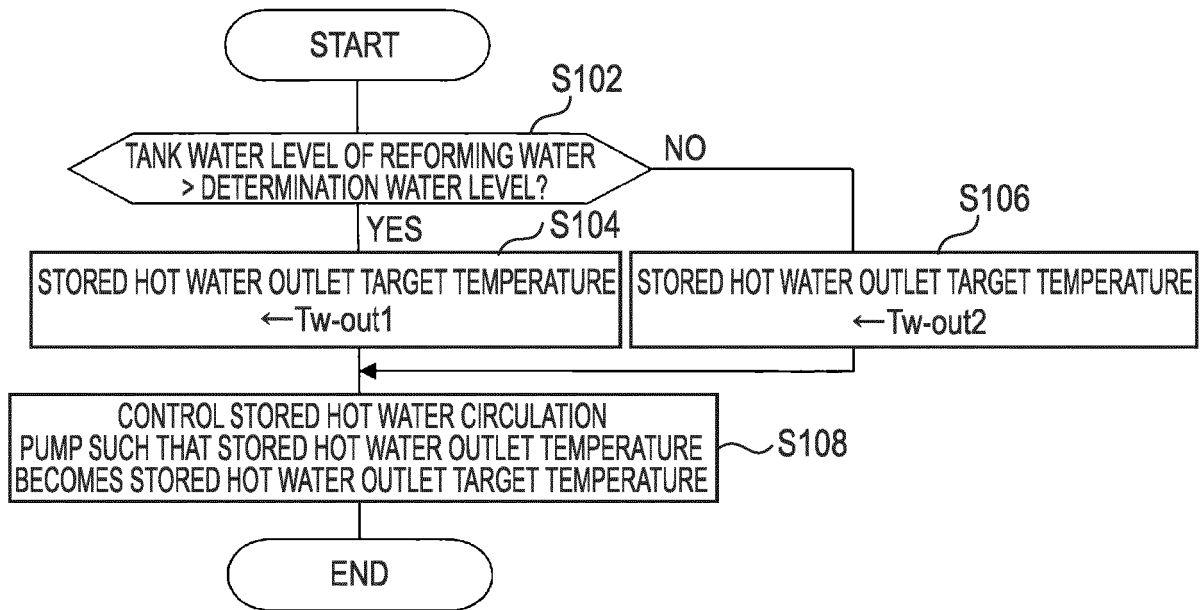 START
S102
TANK WATER LEVEL OF REFORMING WATER
> DETERMINATION WATER LEVEL?
NO
YES
S104
STORED HOT WATER OUTLET TARGET TEMPERATURE
←Tw-out1
S106
STORED HOT WATER OUTLET TARGET TEMPERATURE
←Tw-out2
CONTROL STORED HOT WATER CIRCULATION
PUMP SUCH THAT STORED HOT WATER OUTLET TEMPERATURE
BECOMES STORED HOT WATER OUTLET TARGET TEMPERATURE
S108
END